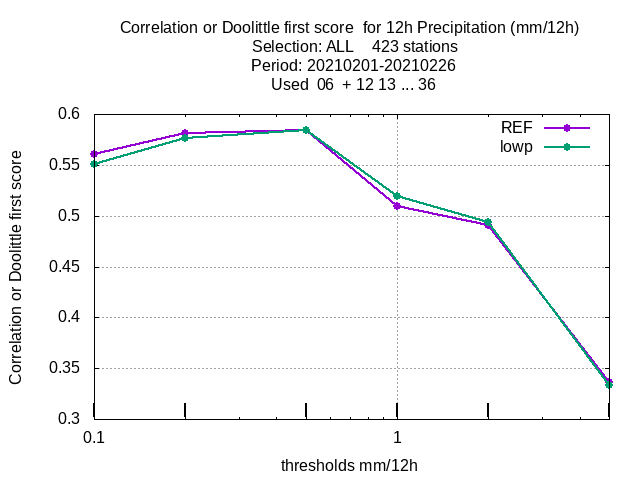 Correlation or Doolittle first score  for 12h Precipitation (mm/12h)
Selection: ALL    423 stations
Period: 20210201-20210226
Used  06  + 12 13 ... 36
REF
lowp
0.6
0.55
0.5
0.45
0.4
0.35
0.3
Correlation or Doolittle first score
0.1
1
thresholds mm/12h